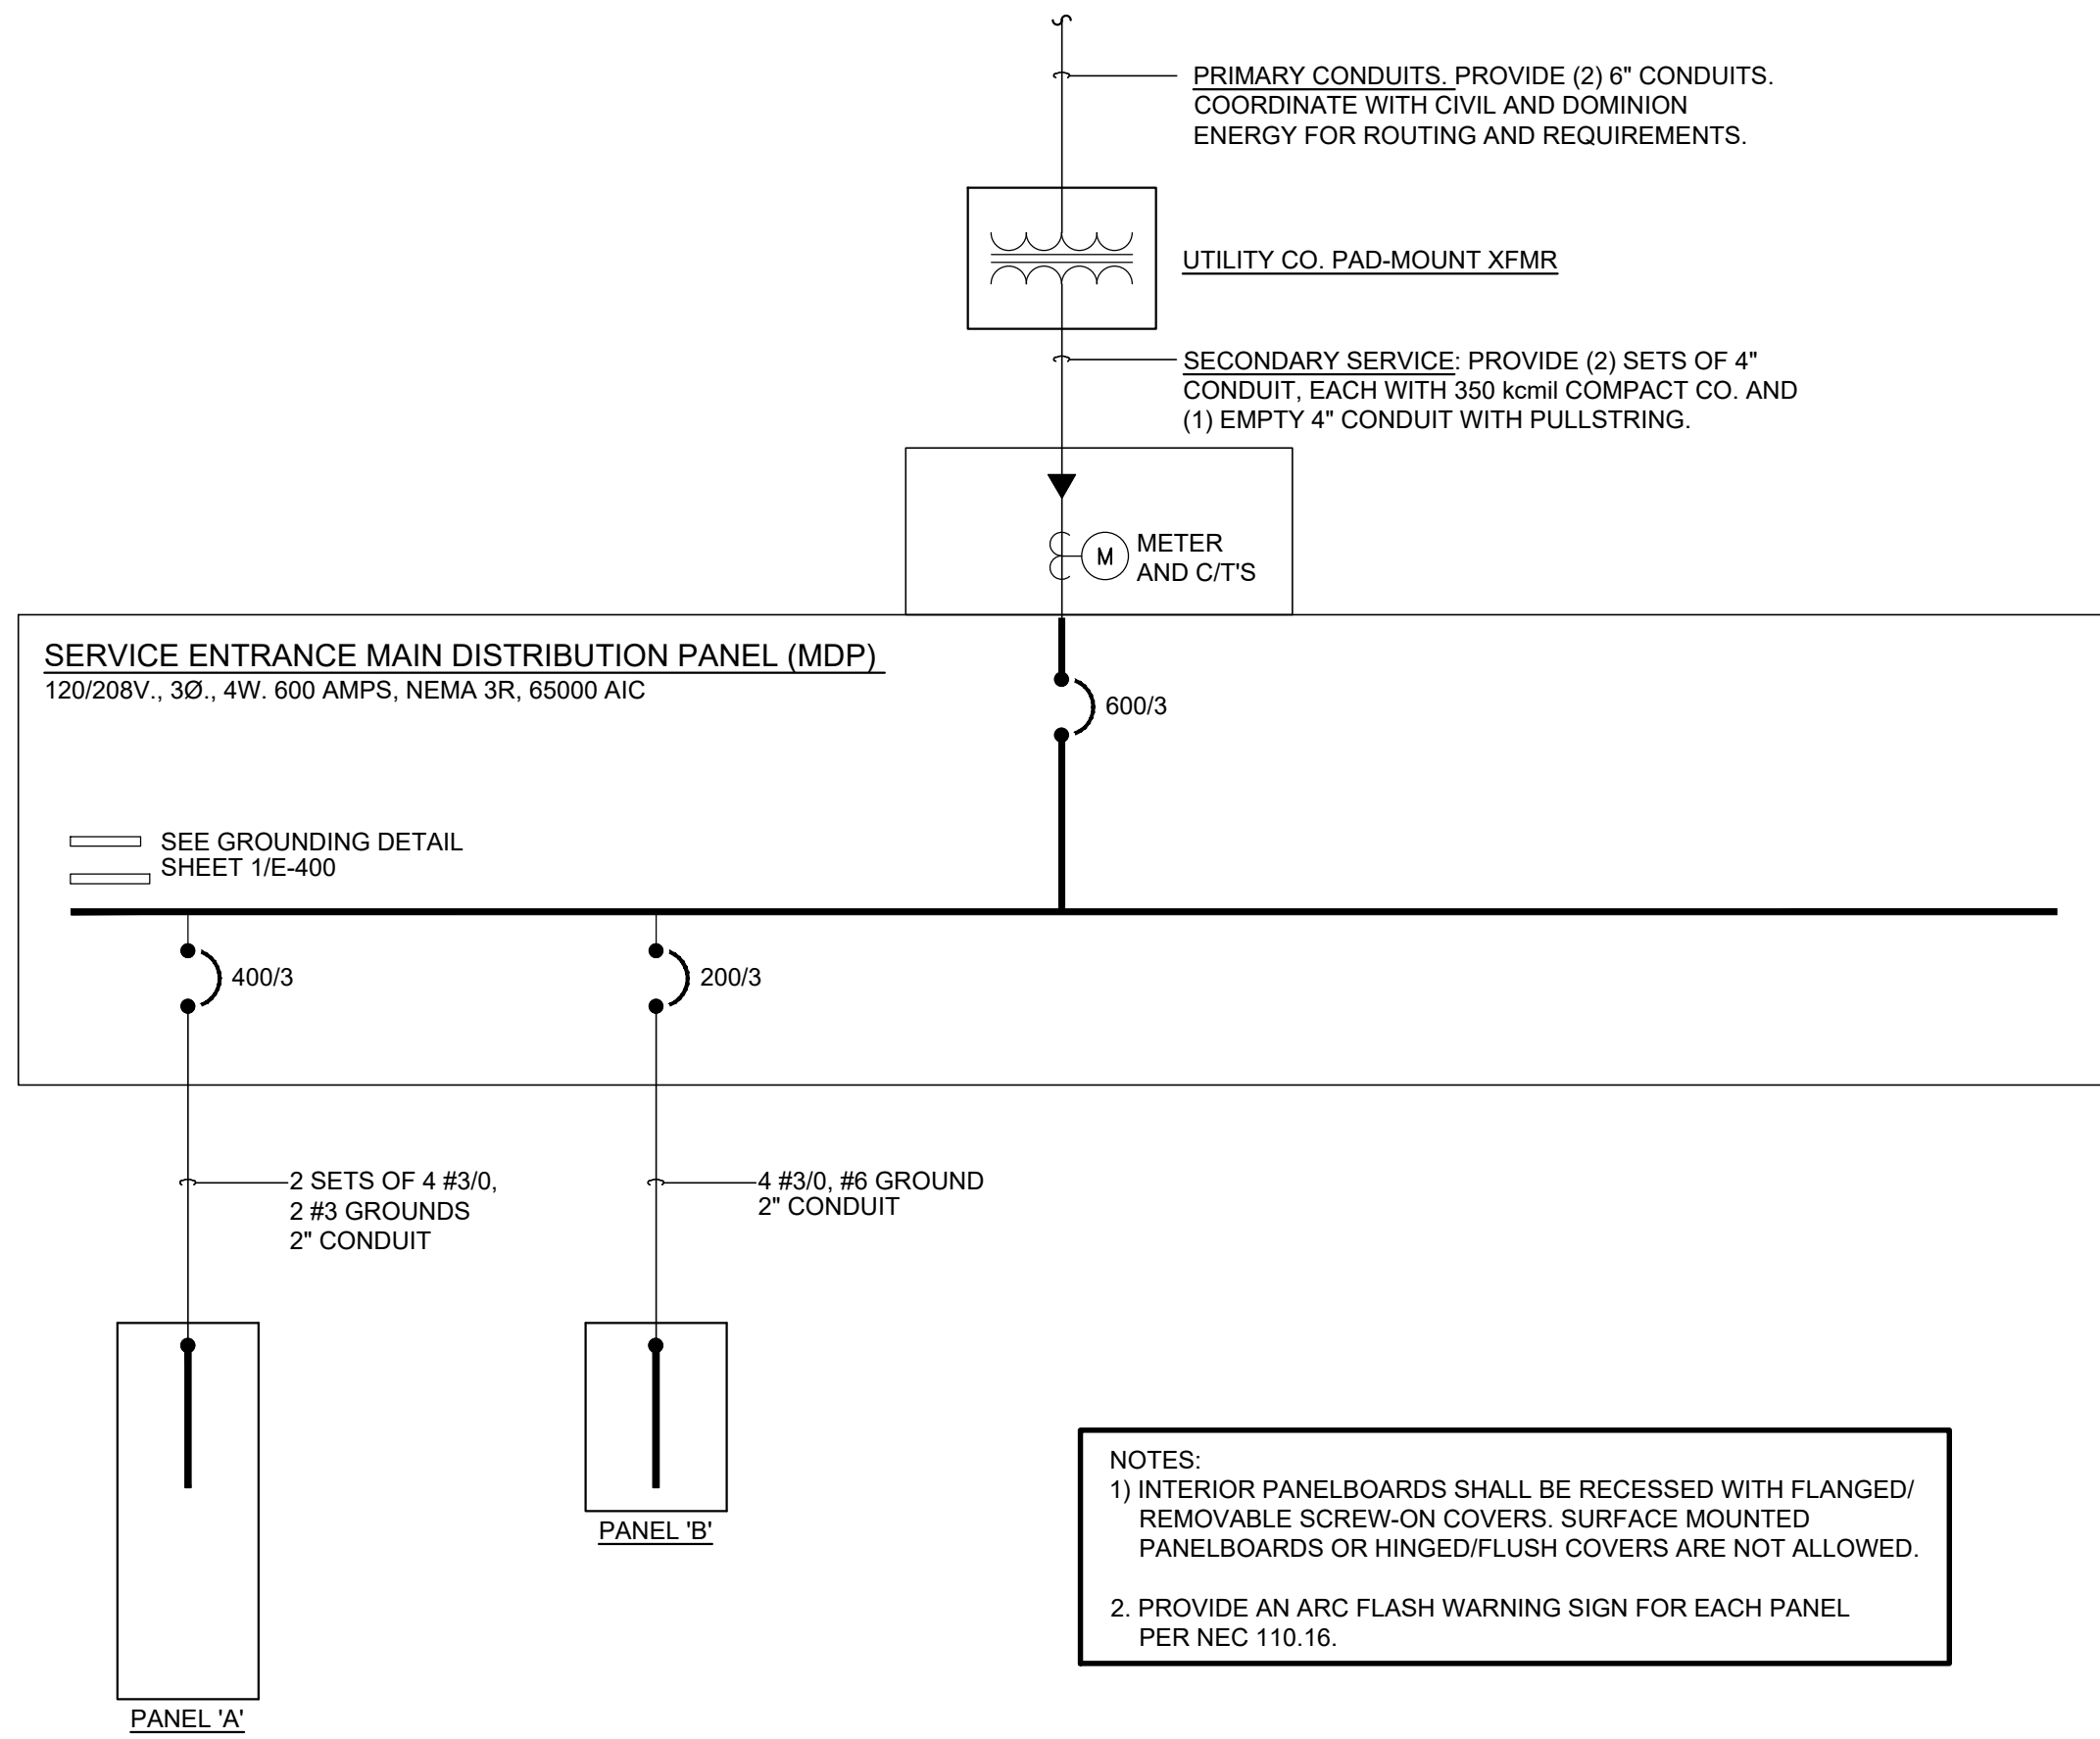 PRIMARY CONDUITS. PROVIDE (2) 6" CONDUITS.
COORDINATE WITH CIVIL AND DOMINION
ENERGY FOR ROUTING AND REQUIREMENTS.
UTILITY CO. PAD-MOUNT XFMR
SECONDARY SERVICE: PROVIDE (2) SETS OF 4"
CONDUIT, EACH WITH 350 kcmil COMPACT CO. AND
(1) EMPTY 4" CONDUIT WITH PULLSTRING.
M
METER
AND C/T'S
SERVICE ENTRANCE MAIN DISTRIBUTION PANEL (MDP)
120/208V., 3Ø., 4W. 600 AMPS, NEMA 3R, 65000 AIC
600/3
SEE GROUNDING DETAIL
SHEET 1/E-400
400/3
200/3
2 SETS OF 4 #3/0,
2 #3 GROUNDS
2" CONDUIT
4 #3/0, #6 GROUND
2" CONDUIT
PANEL 'A'
PANEL 'B'
NOTES:
1) INTERIOR PANELBOARDS SHALL BE RECESSED WITH FLANGED/
REMOVABLE SCREW-ON COVERS. SURFACE MOUNTED
PANELBOARDS OR HINGED/FLUSH COVERS ARE NOT ALLOWED.
2. PROVIDE AN ARC FLASH WARNING SIGN FOR EACH PANEL
PER NEC 110.16.